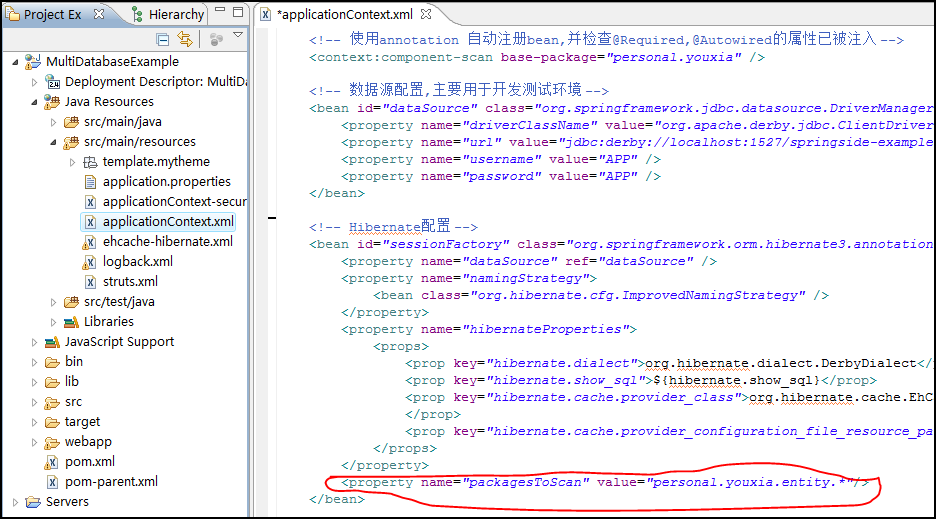 Project Ex
Hierarchy
MultiDatabaseExample
Deployment Descriptor: MultiDa
Java Resources
src/main/java
src/main/resources
template.mytheme
application.properties
applicationContext-secur
applicationContext.xml
ehcache-hibernate.xml
logback.xml
struts.xml
src/test/java
Libraries
JavaScript Support
bin
lib
src
target
webapp
pom.xml
pom-parent.xml
Servers
*applicationContext.xml
<!-- 使用annotation 自动注册bean,并检查@Required,@Autowired的属性已被注入 -->
<context:component-scan base-package="personal.youxia" />
<!-- 数据源配置,主要用于开发测试环境 -->
<bean id="dataSource" class="org.springframework.jdbc.datasource.DriverManager
<property name="driverClassName" value="org.apache.derby.jdbc.ClientDriver
<property name="url" value="jdbc:derby://localhost:1527/springside-example
<property name="username" value="APP" />
<property name="password" value="APP" />
</bean>
<!-- Hibernate配置 -->
<bean id="sessionFactory" class="org.springframework.orm.hibernate3.annotation
<property name="dataSource" ref="dataSource" />
<property name="namingStrategy">
<bean class="org.hibernate.cfg.ImprovedNamingStrategy" />
</property>
<property name="hibernateProperties">
<props>
<prop key="hibernate.dialect">org.hibernate.dialect.DerbyDialect</p
<prop key="hibernate.show_sql">${hibernate.show_sql}</prop>
<prop key="hibernate.cache.provider_class">org.hibernate.cache.EhC
</prop>
<prop key="hibernate.cache.provider_configuration_file_resource_pa
</props>
</property>
<property name="packagesToScan" value="personal.youxia.entity.*"/>
</bean>